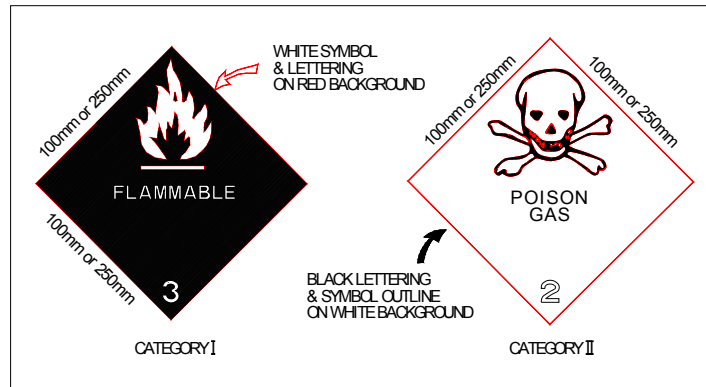 WHITE SYMBOL
& LETTERING
ON RED BACKGROUND
100mm or 250mm
100mm or 250mm
FLAMMABLE
3
CATEGORY I
100mm or 250mm
100mm or 250mm
POISON
GAS
2
BLACK LETTERING
& SYMBOL OUTLINE
ON WHITE BACKGROUND
CATEGORY II